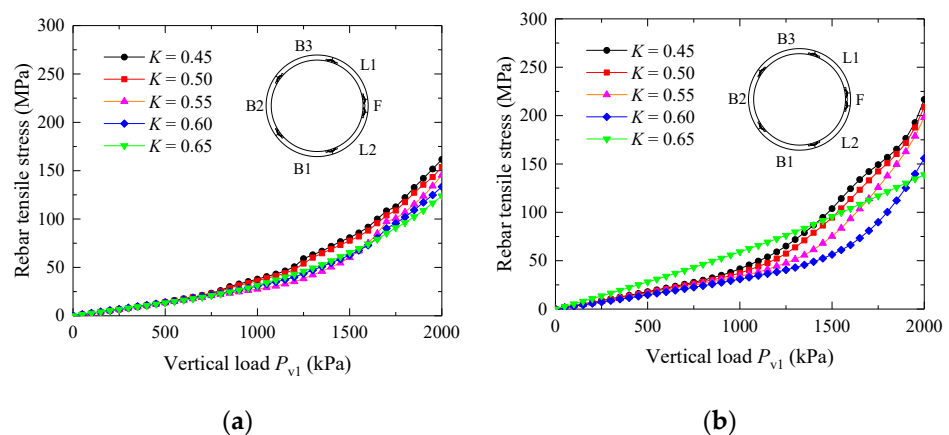 (a)
Rebar tensile stress (MPa)
300
250
200
150
100
50
0
K = 0.45
K = 0.50
K = 0.55
K = 0.60
K = 0.65
B3
L1
B2
F
B1
L2
0 500 1000 1500 2000
Vertical load Pv1 (kPa)
(b)
Rebar tensile stress (MPa)
300
250
200
150
100
50
0
K = 0.45
K = 0.50
K = 0.55
K = 0.60
K = 0.65
B3
L1
B2
F
B1
L2
0 500 1000 1500 2000
Vertical load Pv1 (kPa)